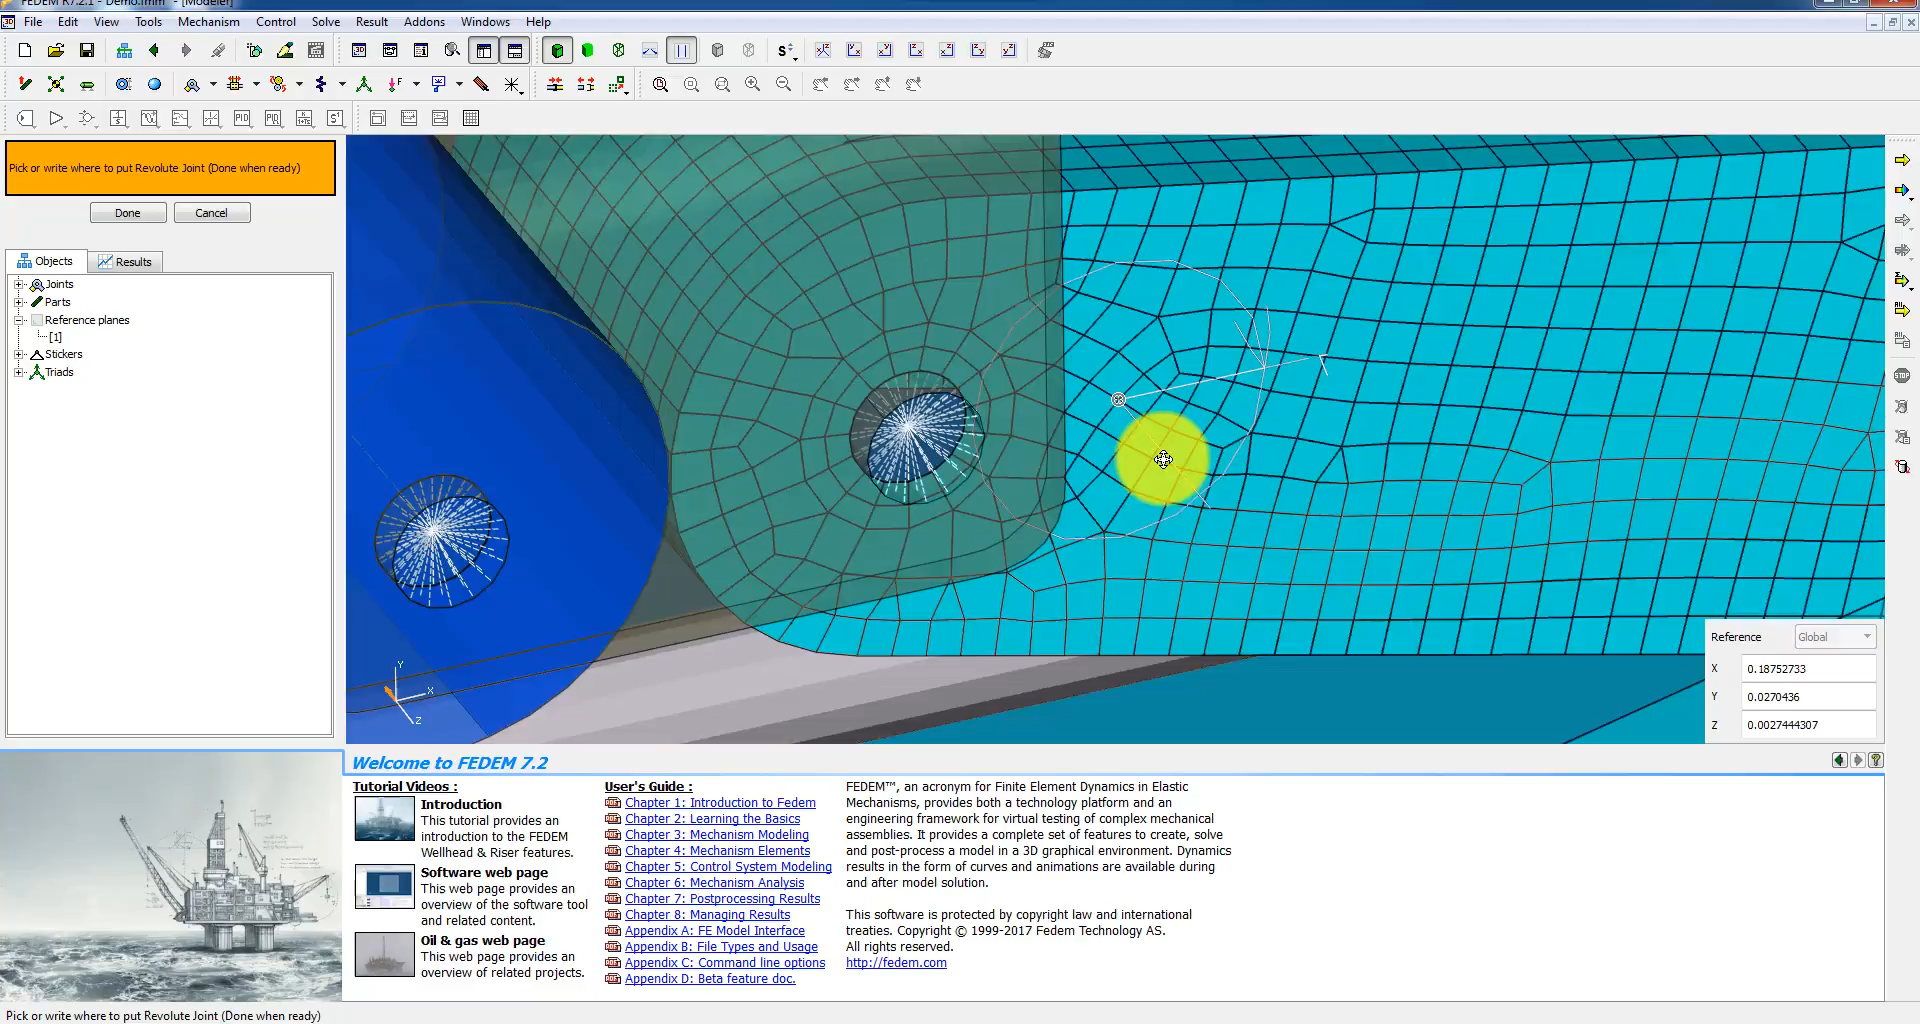 FEDEM R7.2.1 - Demo.fmm * - [Modeler]
File Edit View Tools Mechanism Control Solve Result Addons Windows Help
Pick or write where to put Revolute Joint (Done when ready)
Done Cancel
Objects Results
Joints
Parts
Reference planes
[1]
Stickers
Triads
Y
X
Z
Reference Global
X 0.18752733
Y 0.0270436
Z 0.0027444307
Welcome to FEDEM 7.2
Tutorial Videos :
Introduction
This tutorial provides an
introduction to the FEDEM
Wellhead & Riser features.
Software web page
This web page provides an
overview of the software tool
and related content.
Oil & gas web page
This web page provides an
overview of related projects.
User's Guide :
Chapter 1: Introduction to Fedem
Chapter 2: Learning the Basics
Chapter 3: Mechanism Modeling
Chapter 4: Mechanism Elements
Chapter 5: Control System Modeling
Chapter 6: Mechanism Analysis
Chapter 7: Postprocessing Results
Chapter 8: Managing Results
Appendix A: FE Model Interface
Appendix B: File Types and Usage
Appendix C: Command line options
Appendix D: Beta feature doc.
FEDEM™, an acronym for Finite Element Dynamics in Elastic
Mechanisms, provides both a technology platform and an
engineering framework for virtual testing of complex mechanical
assemblies. It provides a complete set of features to create, solve
and post-process a model in a 3D graphical environment. Dynamics
results in the form of curves and animations are available during
and after model solution.
This software is protected by copyright law and international
treaties. Copyright © 1999-2017 Fedem Technology AS.
All rights reserved.
http://fedem.com
Pick or write where to put Revolute Joint (Done when ready)